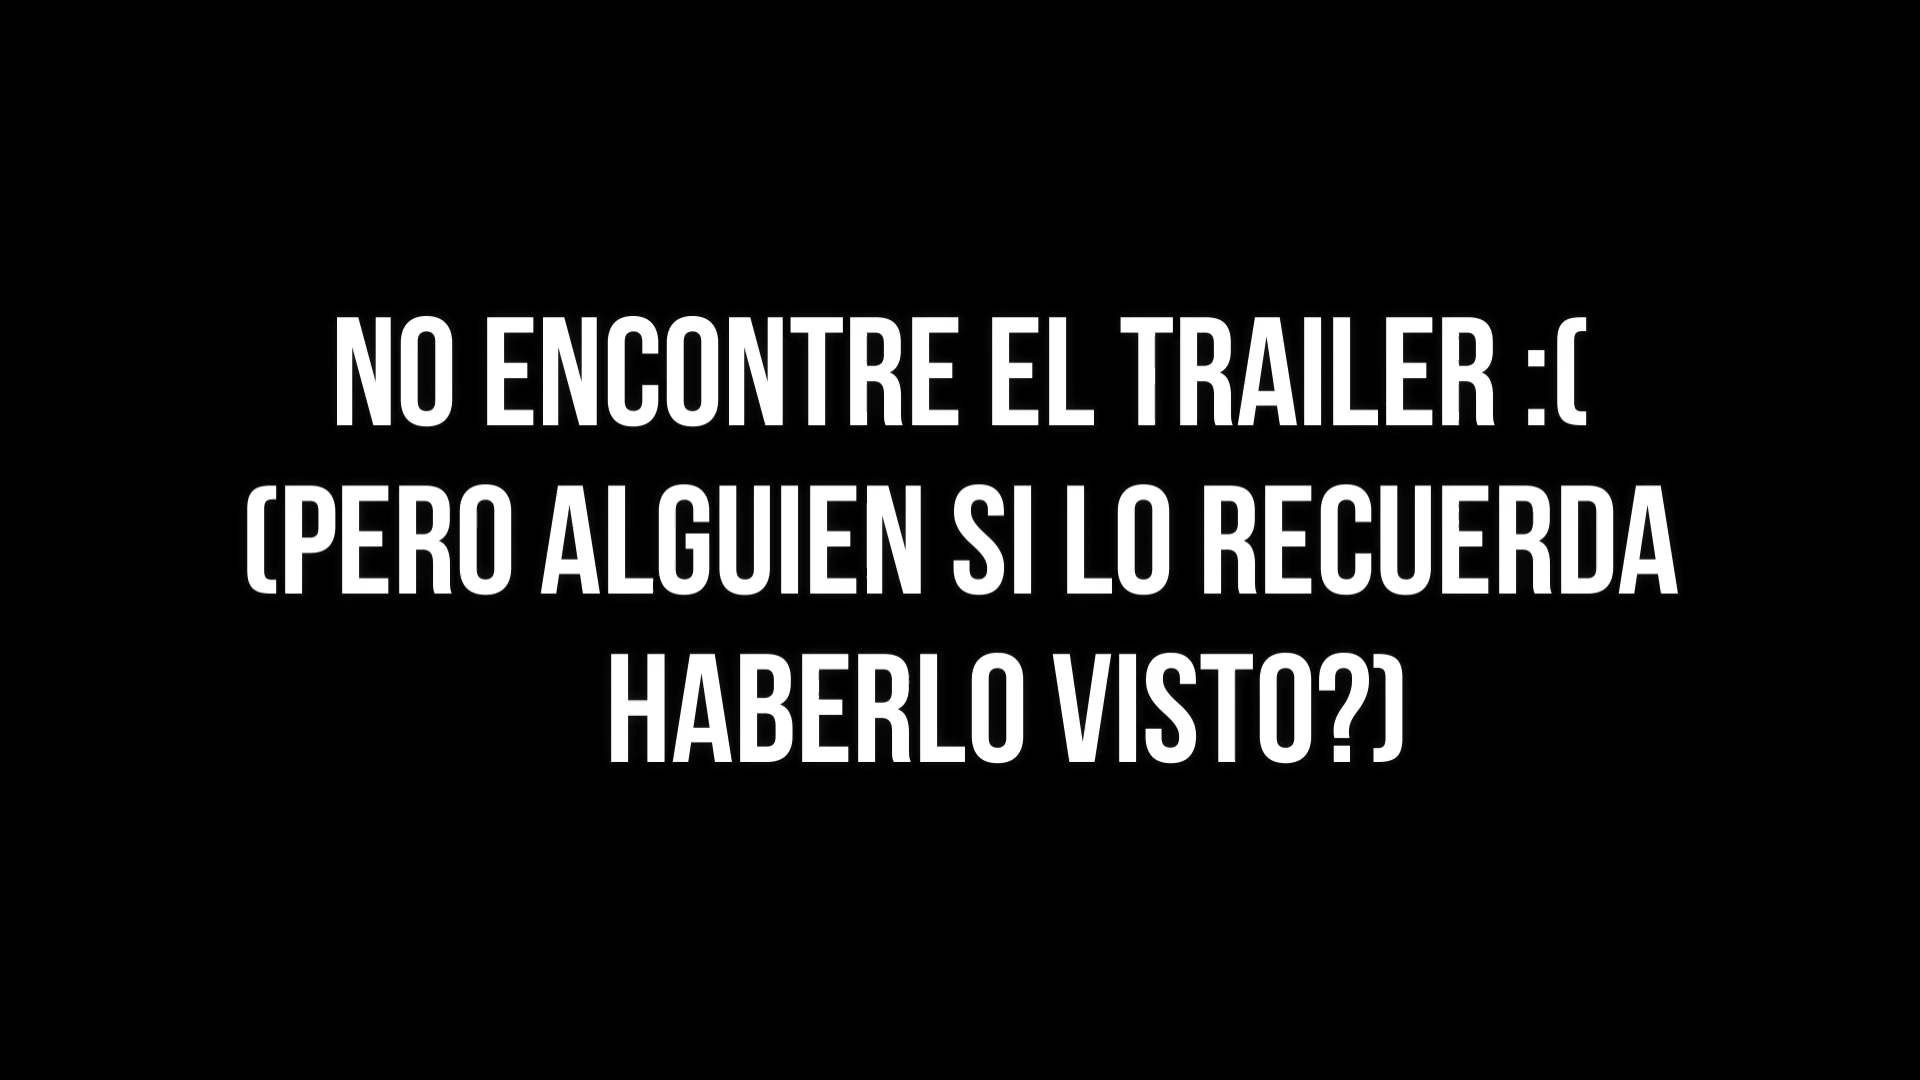 NO ENCONTRE EL TRAILER :(
(PERO ALGUIEN SI LO RECUERDA
HABERLO VISTO?)